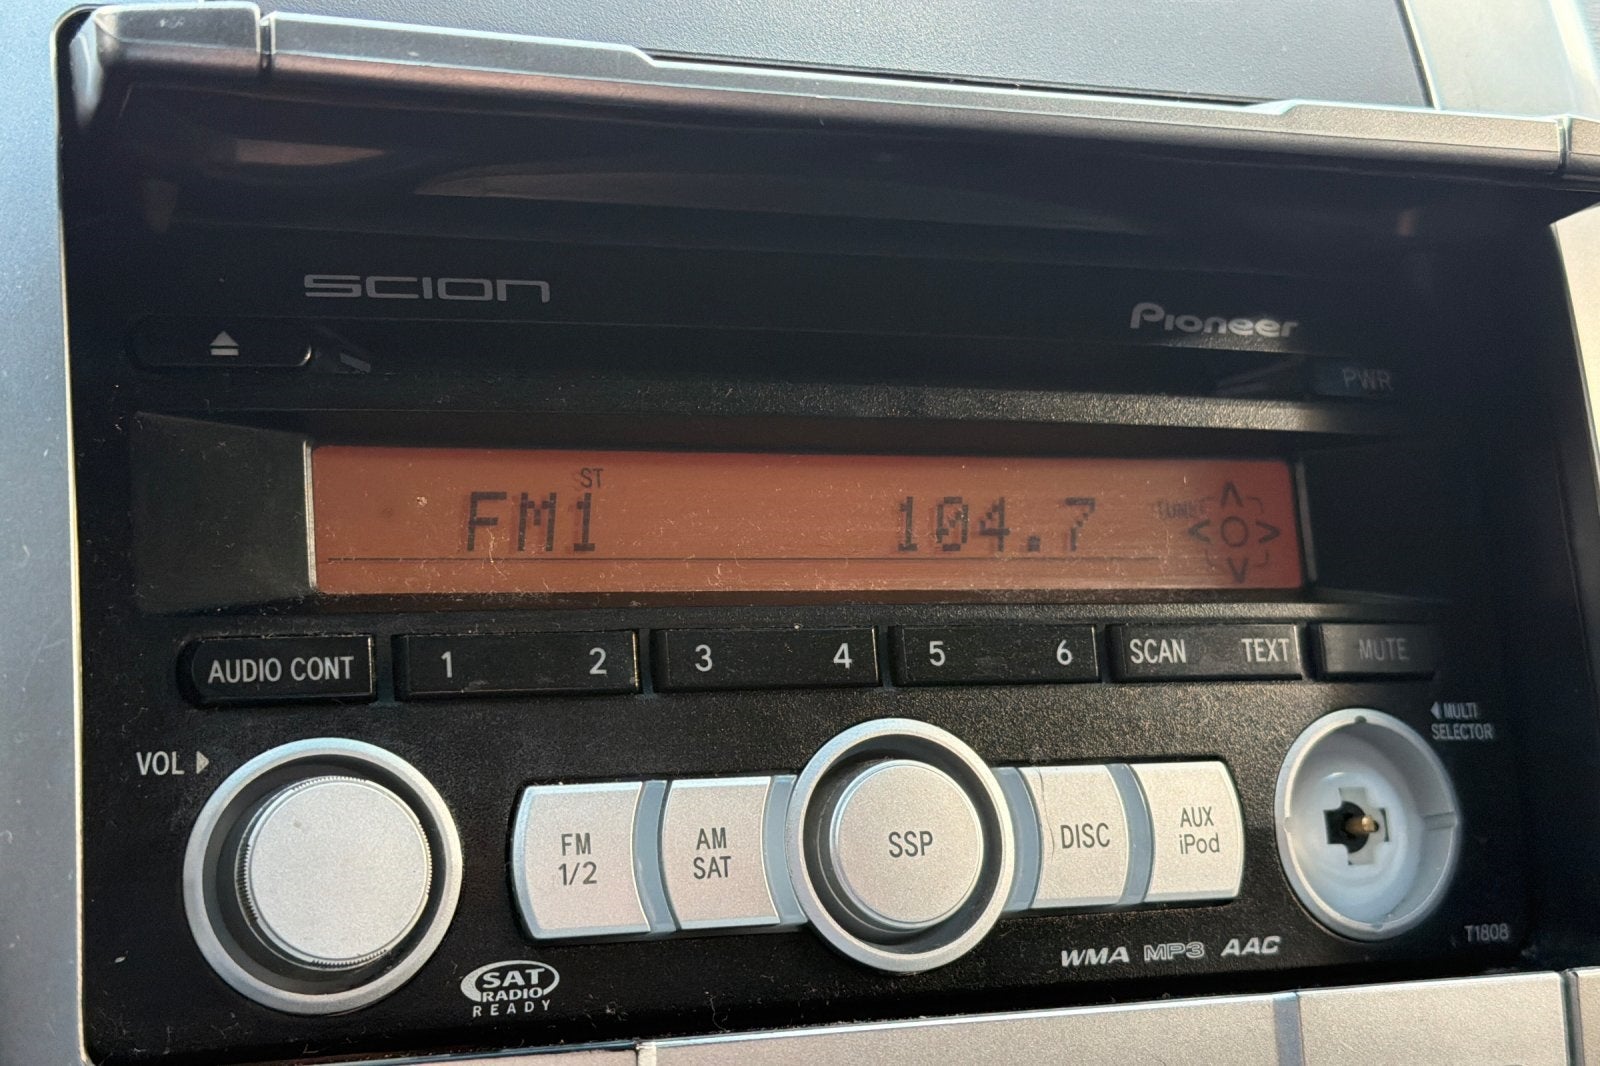 SCION
Pioneer
PWR
ST
FM1 104.7
TUNE
AUDIO CONT 1 2 3 4 5 6 SCAN TEXT MUTE
VOL
MULTI
SELECTOR
FM
1/2
AM
SAT
SSP
DISC
AUX
iPod
SAT
RADIO
READY
WMA MP3 AAC
T1808